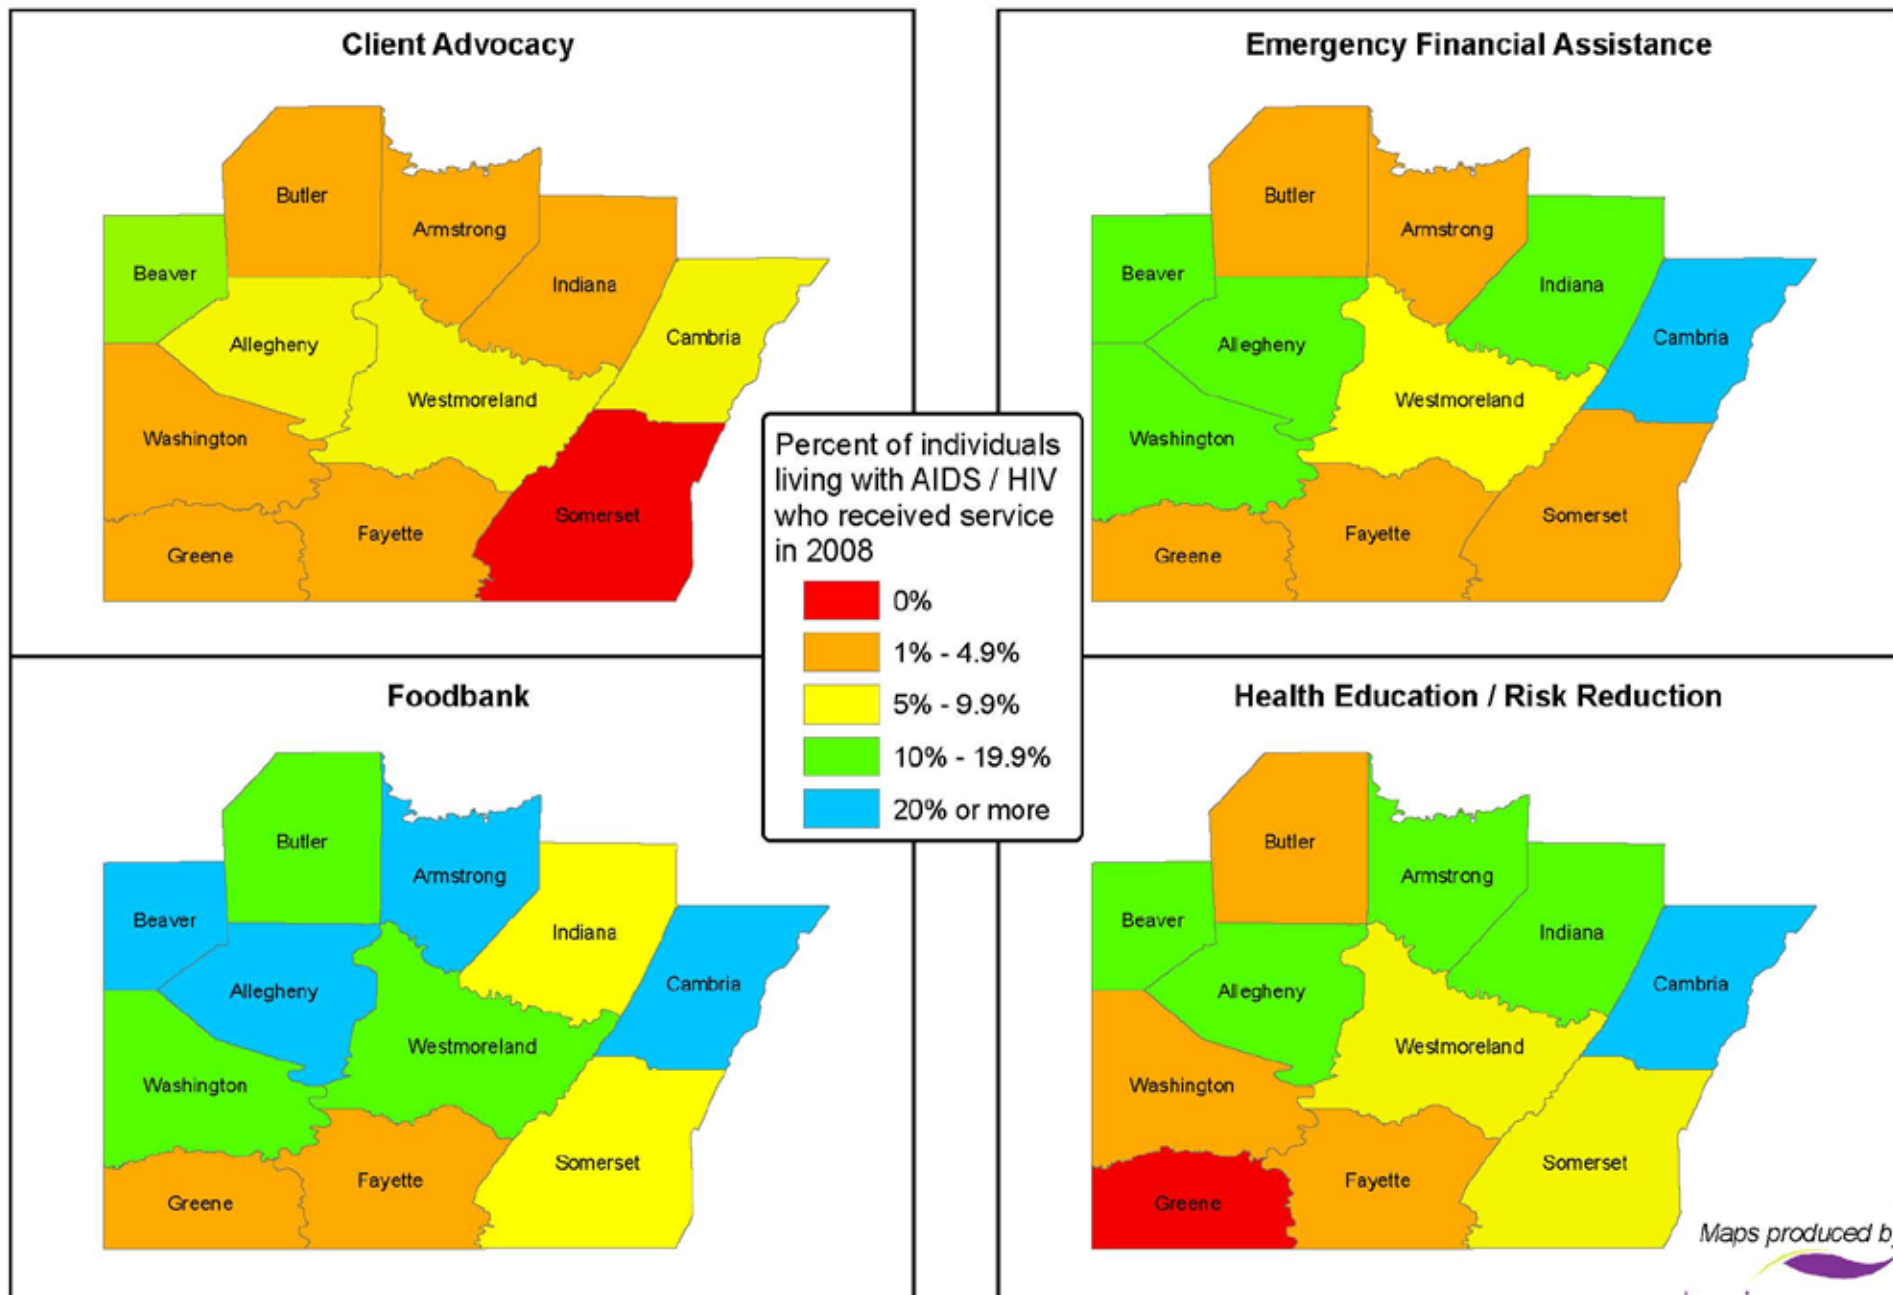 Client Advocacy
Butler
Armstrong
Beaver
Indiana
Allegheny
Cambria
Westmoreland
Washington
Somerset
Fayette
Greene
Emergency Financial Assistance
Butler
Armstrong
Beaver
Indiana
Allegheny
Cambria
Westmoreland
Washington
Somerset
Fayette
Greene
Percent of individuals
living with AIDS / HIV
who received service
in 2008
0%
1% - 4.9%
5% - 9.9%
10% - 19.9%
20% or more
Foodbank
Butler
Armstrong
Beaver
Indiana
Allegheny
Cambria
Westmoreland
Washington
Somerset
Fayette
Greene
Health Education / Risk Reduction
Butler
Armstrong
Beaver
Indiana
Allegheny
Cambria
Westmoreland
Washington
Somerset
Fayette
Greene
Maps produced by